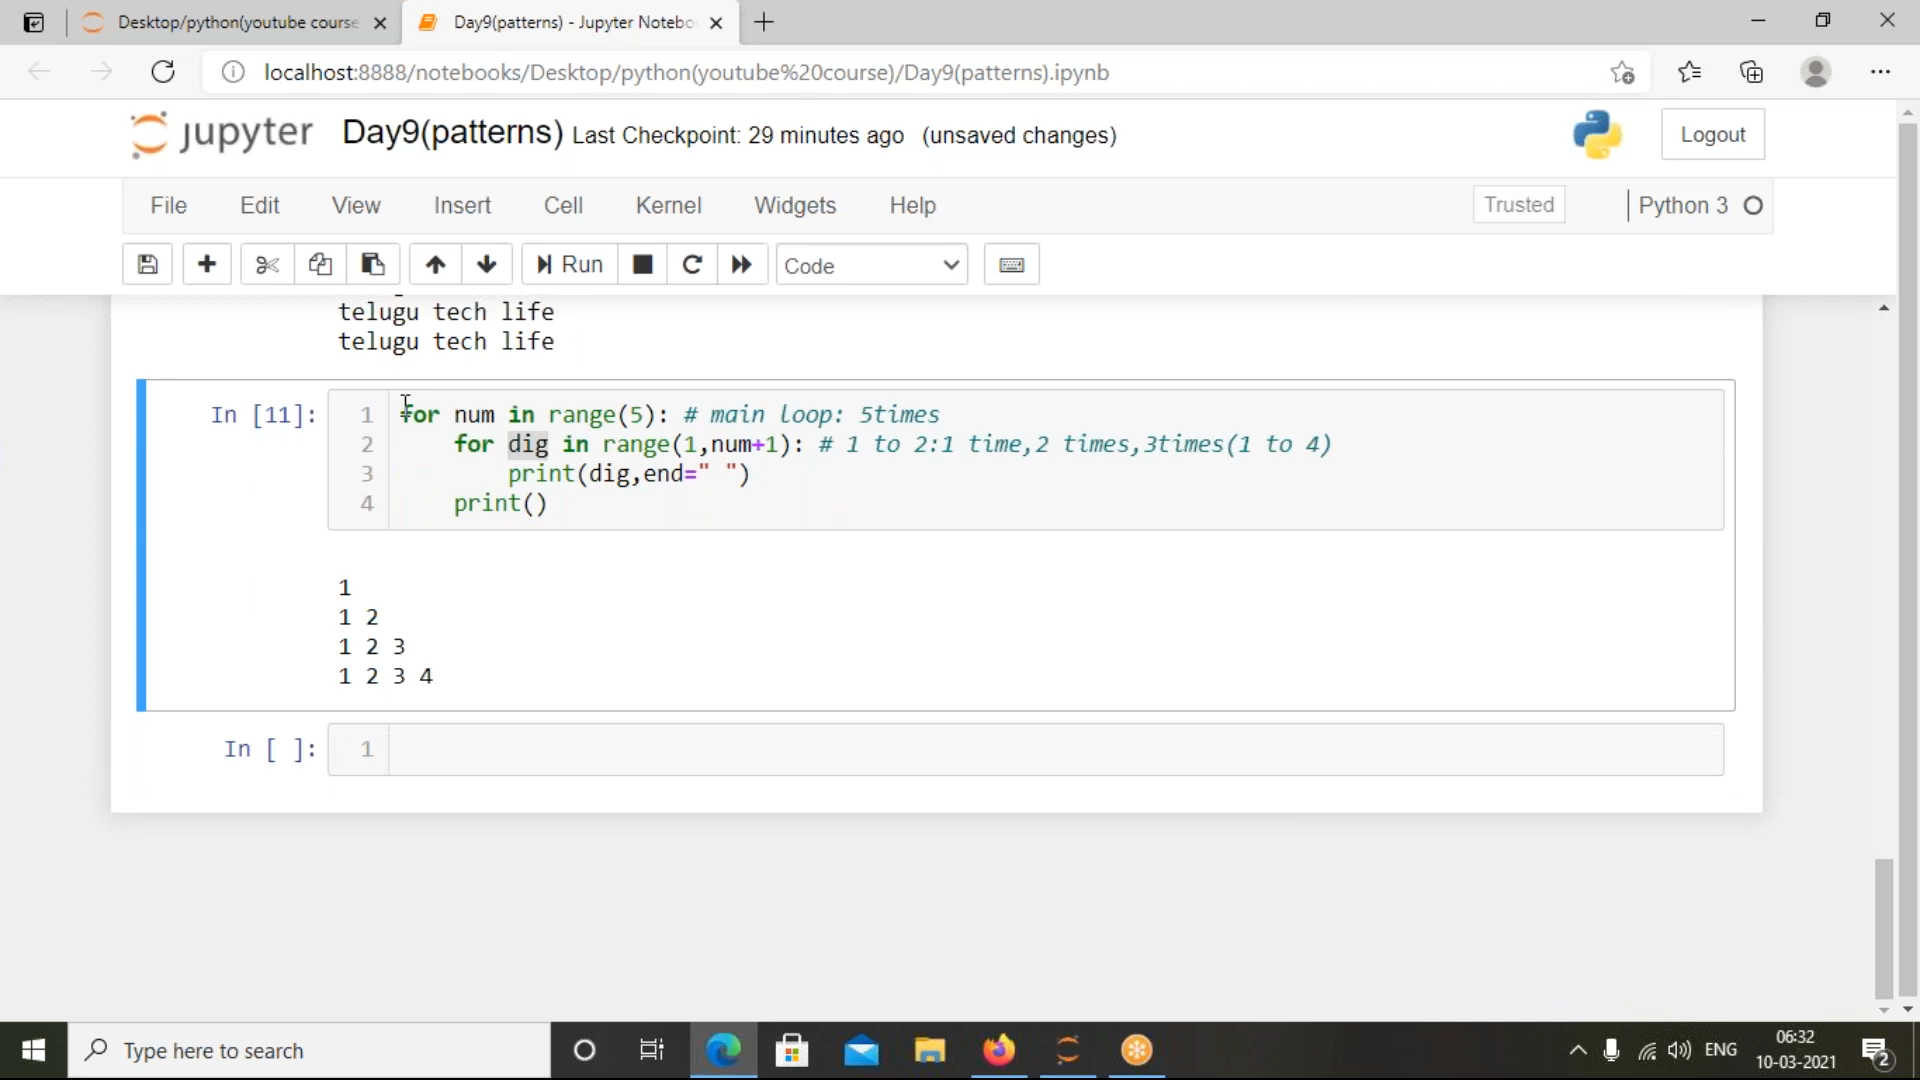 Desktop/python(youtube course
Day9(patterns) - Jupyter Notebo
localhost:8888/notebooks/Desktop/python(youtube%20course)/Day9(patterns).ipynb
jupyter Day9(patterns) Last Checkpoint: 29 minutes ago (unsaved changes)
Logout
File Edit View Insert Cell Kernel Widgets Help
Trusted
Python 3
Run
Code
telugu tech life
telugu tech life
In [11]:
1 for num in range(5): # main loop: 5times
2     for dig in range(1,num+1): # 1 to 2:1 time,2 times,3times(1 to 4)
3         print(dig,end=" ")
4     print()
1
1 2
1 2 3
1 2 3 4
In [ ]: 1
Type here to search
ENG
06:32
10-03-2021
2